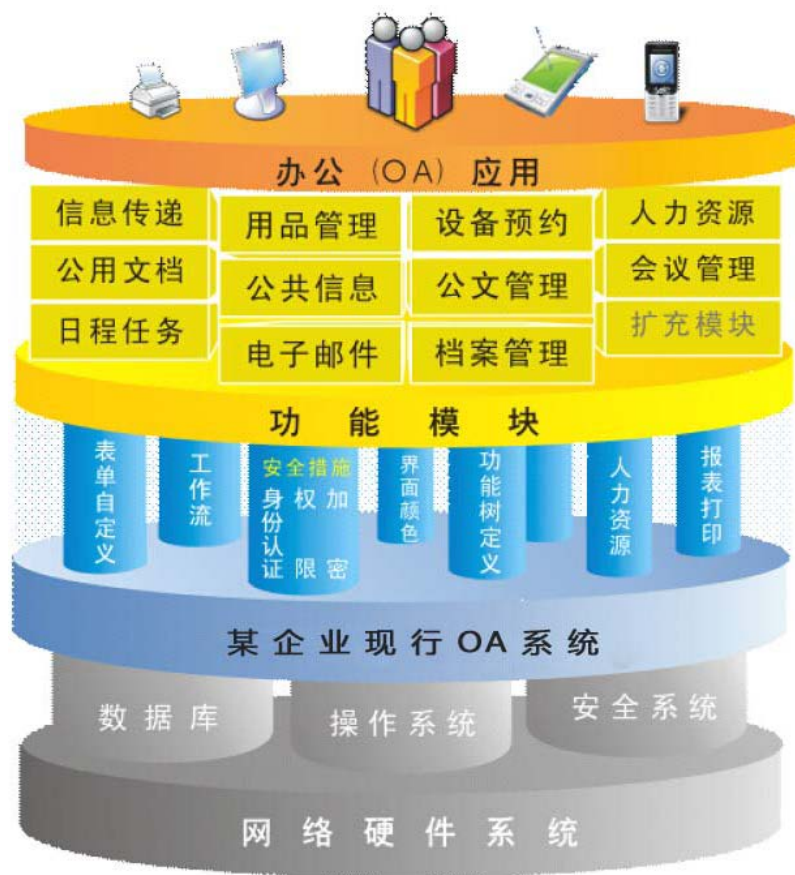 办公（OA）应用
信息传递
用品管理
设备预约
人力资源
公用文档
公共信息
公文管理
会议管理
日程任务
电子邮件
档案管理
扩充模块
功能模块
表单自定义
工作流
安全措施
身份认证
权限
加密
界面颜色
功能树定义
人力资源
报表打印
某企业现行OA系统
数据库
操作系统
安全系统
网络硬件系统